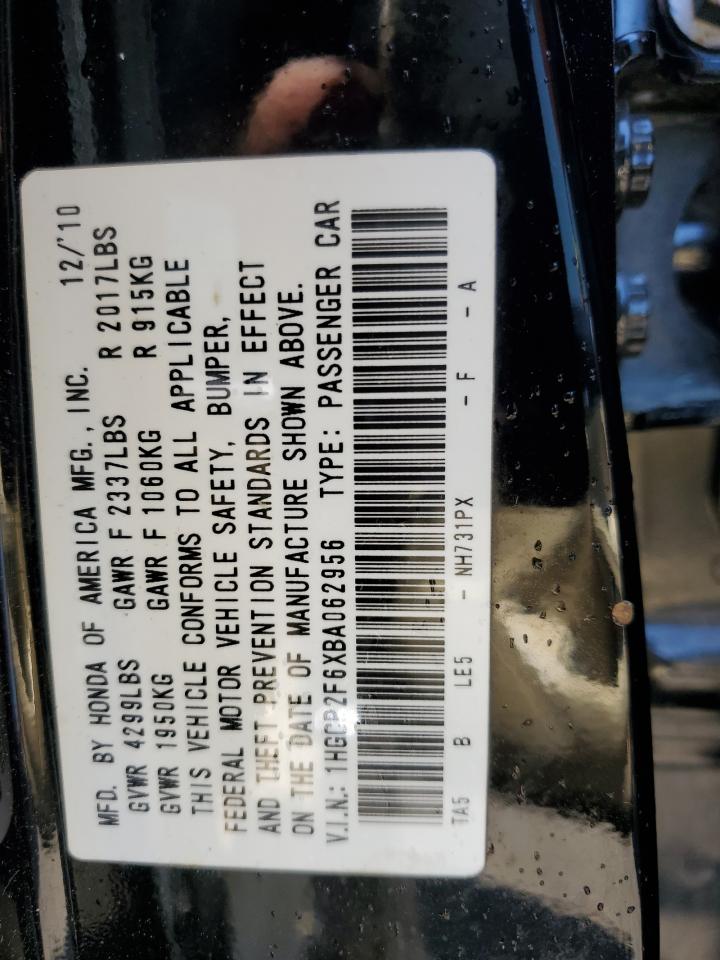 MFD. BY HONDA OF AMERICA MFG., INC. 12/'10
GVWR 4299LBS GAWR F 2337LBS R 2017LBS
GVWR 1950KG GAWR F 1060KG R 915KG
THIS VEHICLE CONFORMS TO ALL APPLICABLE
FEDERAL MOTOR VEHICLE SAFETY, BUMPER,
AND THEFT PREVENTION STANDARDS IN EFFECT
ON THE DATE OF MANUFACTURE SHOWN ABOVE.
V.I.N.: 1HGCP2F6XBA062956 TYPE: PASSENGER CAR
TA5 B LE5 - NH731PX - F - A